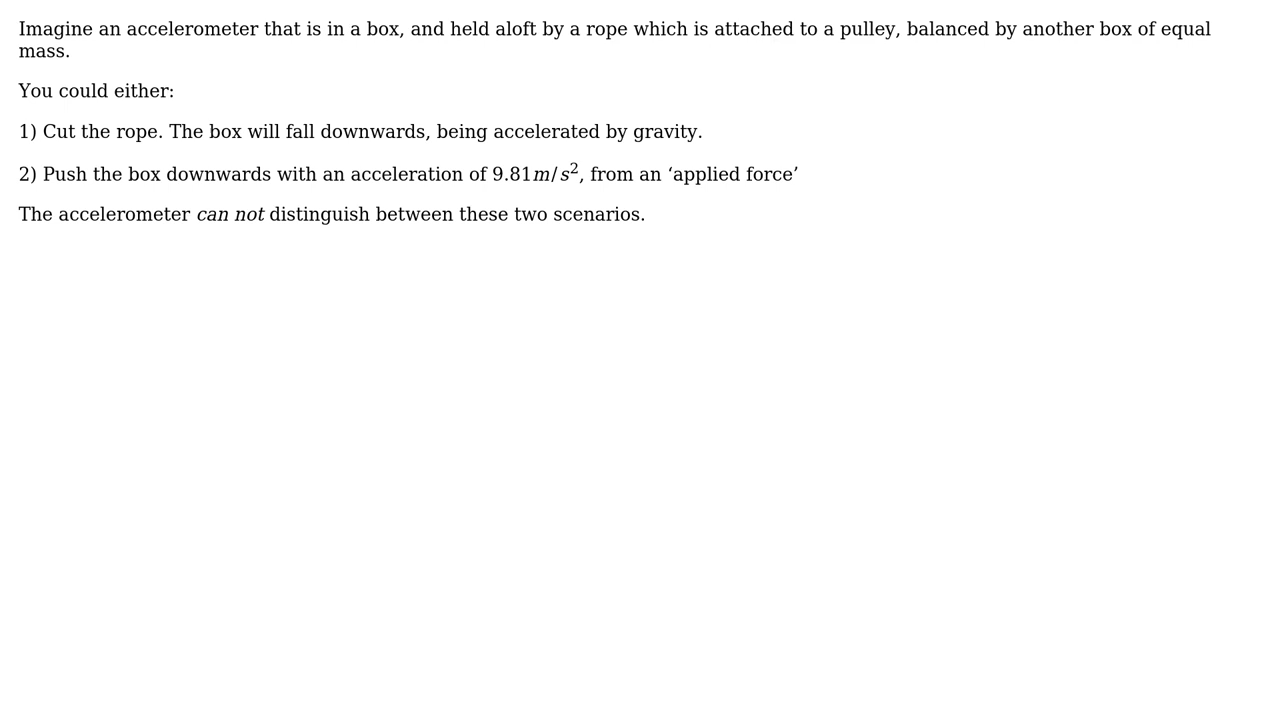 Imagine an accelerometer that is in a box, and held aloft by a rope which is attached to a pulley, balanced by another box of equal
mass.
You could either:
1) Cut the rope. The box will fall downwards, being accelerated by gravity.
2) Push the box downwards with an acceleration of 9.81m/s², from an ‘applied force’
The accelerometer can not distinguish between these two scenarios.